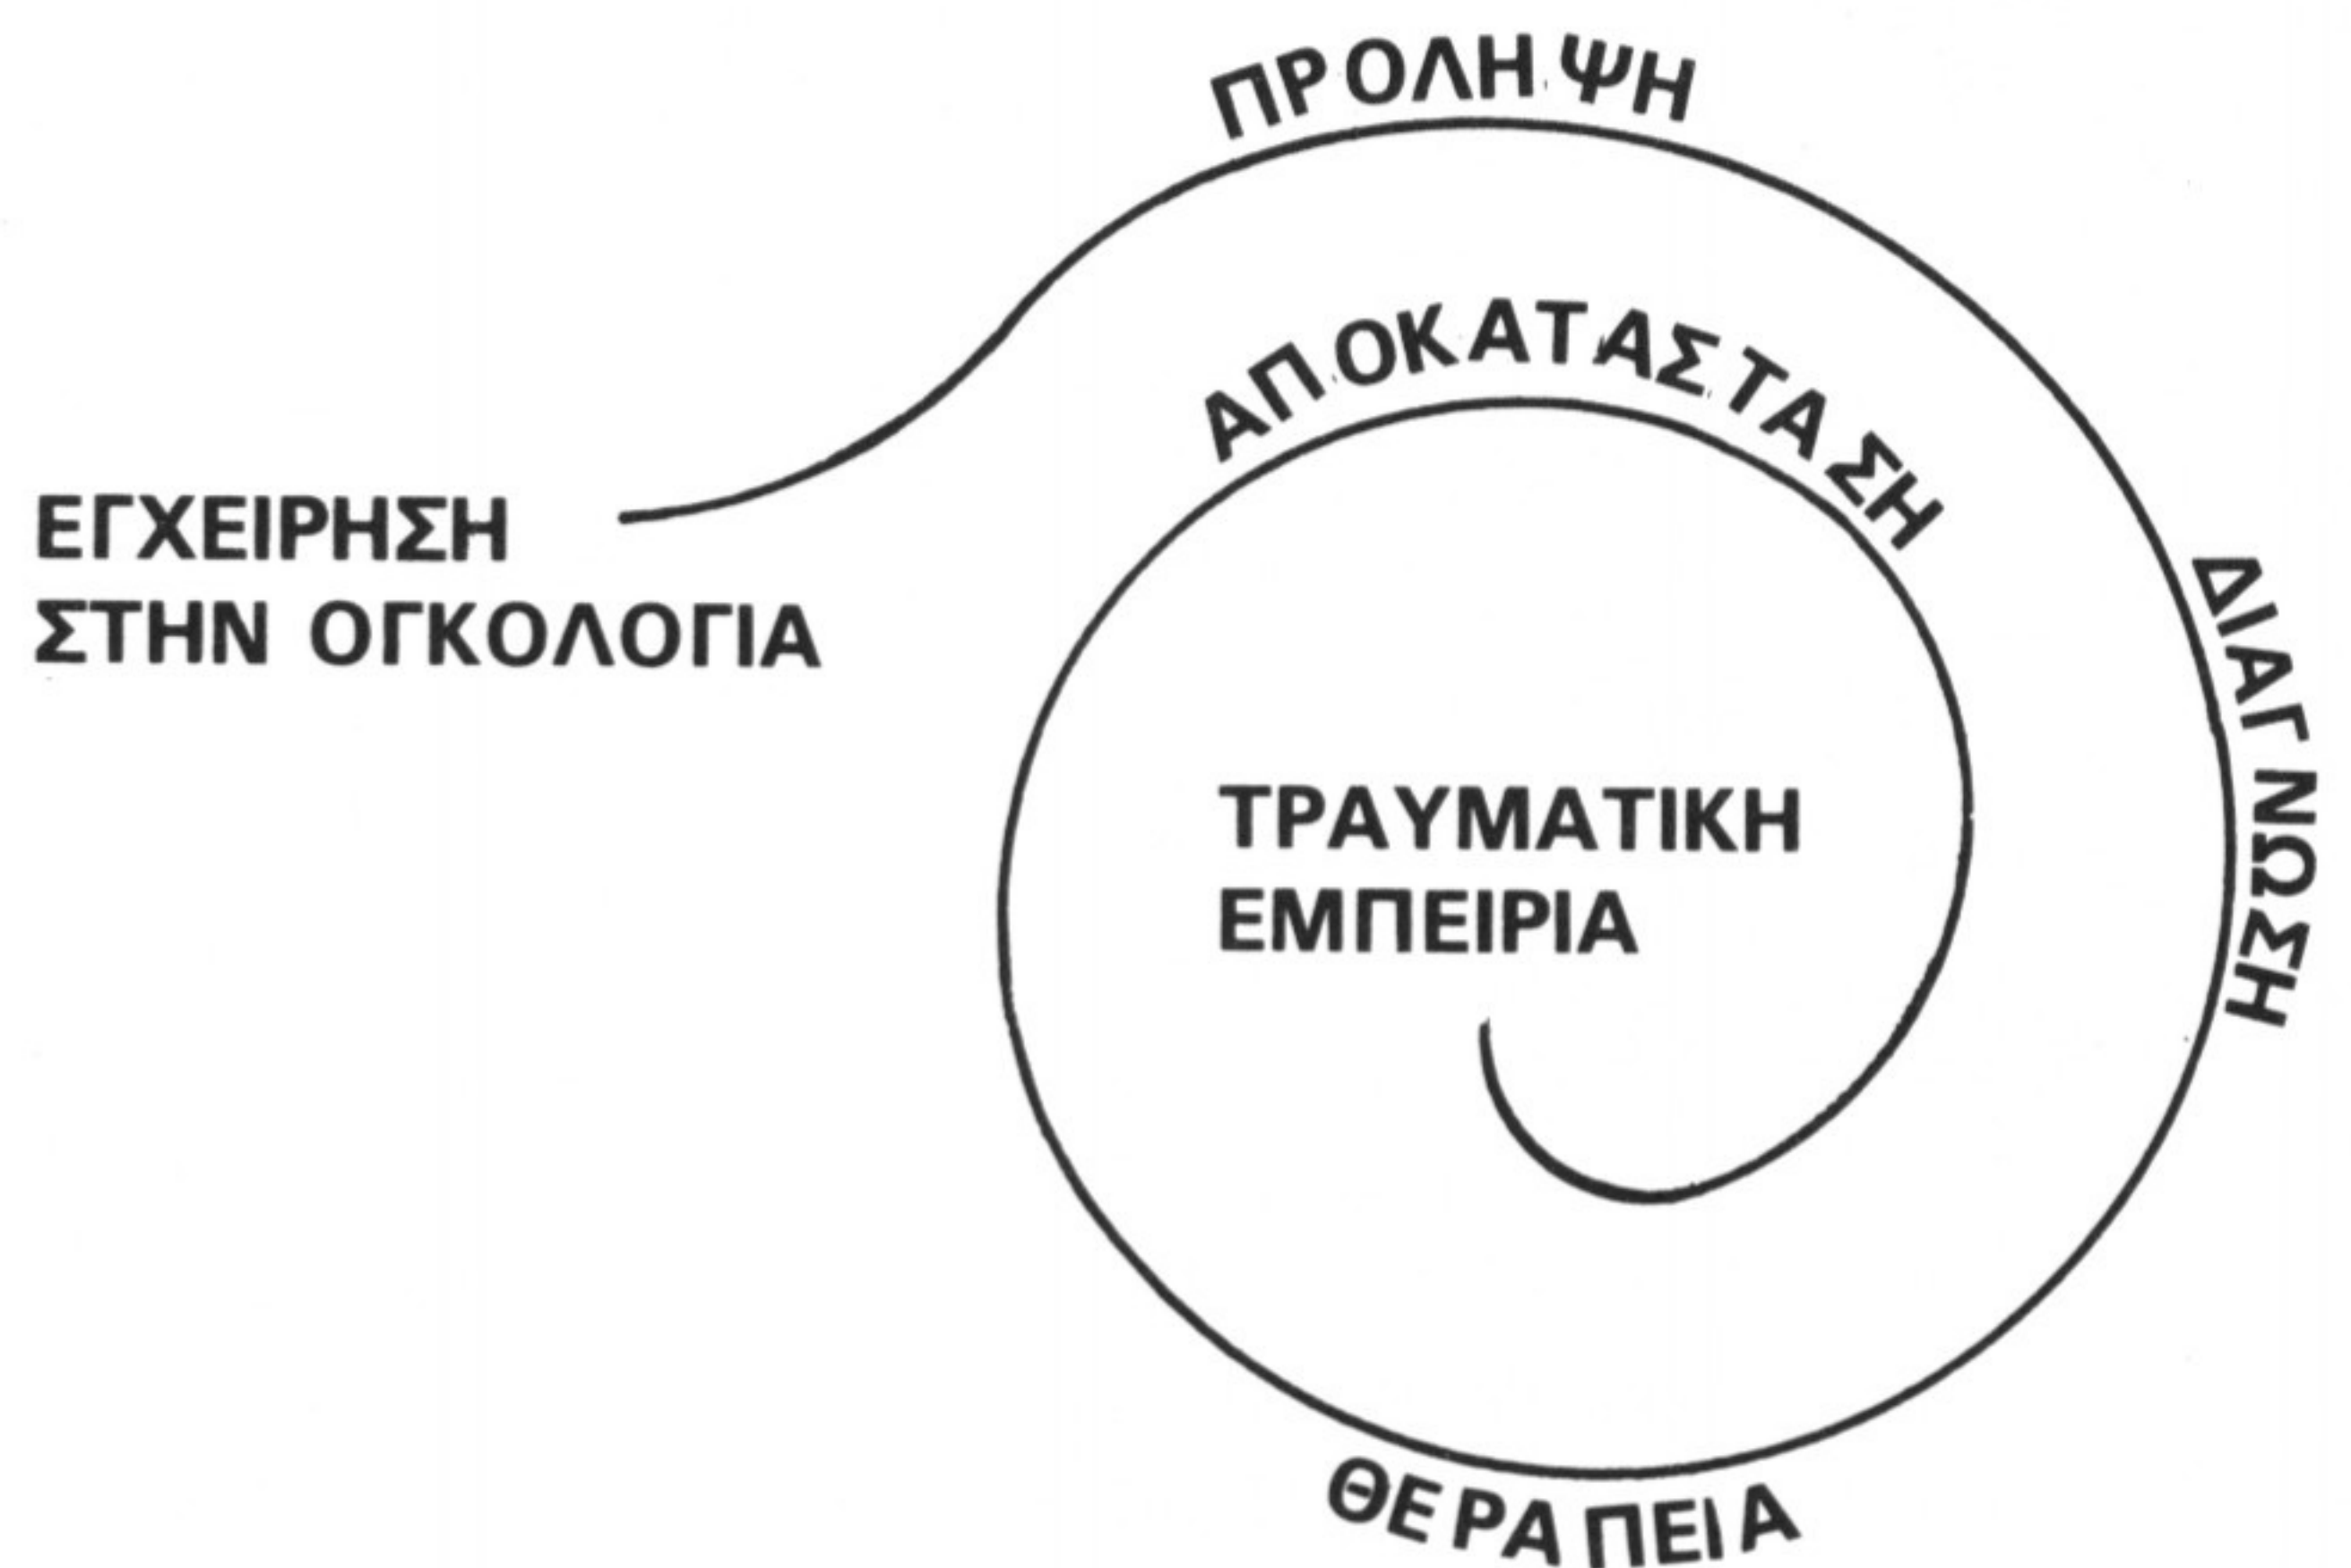 ΠΡΟΛΗΨΗ
ΑΠΟΚΑΤΑΣΤΑΣΗ
ΕΓΧΕΙΡΗΣΗ
ΣΤΗΝ ΟΓΚΟΛΟΓΙΑ
ΔΙΑΓΝΩΣΗ
ΤΡΑΥΜΑΤΙΚΗ
ΕΜΠΕΙΡΙΑ
ΘΕΡΑΠΕΙΑ